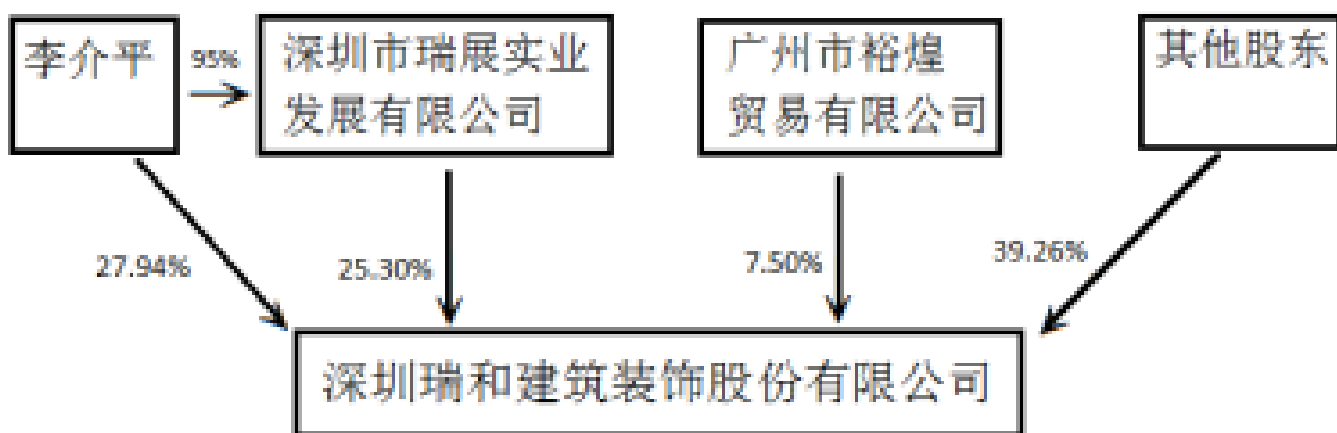 李介平
95%
深圳市瑞展实业
发展有限公司
广州市裕煌
贸易有限公司
其他股东
27.94%
25.30%
7.50%
39.26%
深圳瑞和建筑装饰股份有限公司